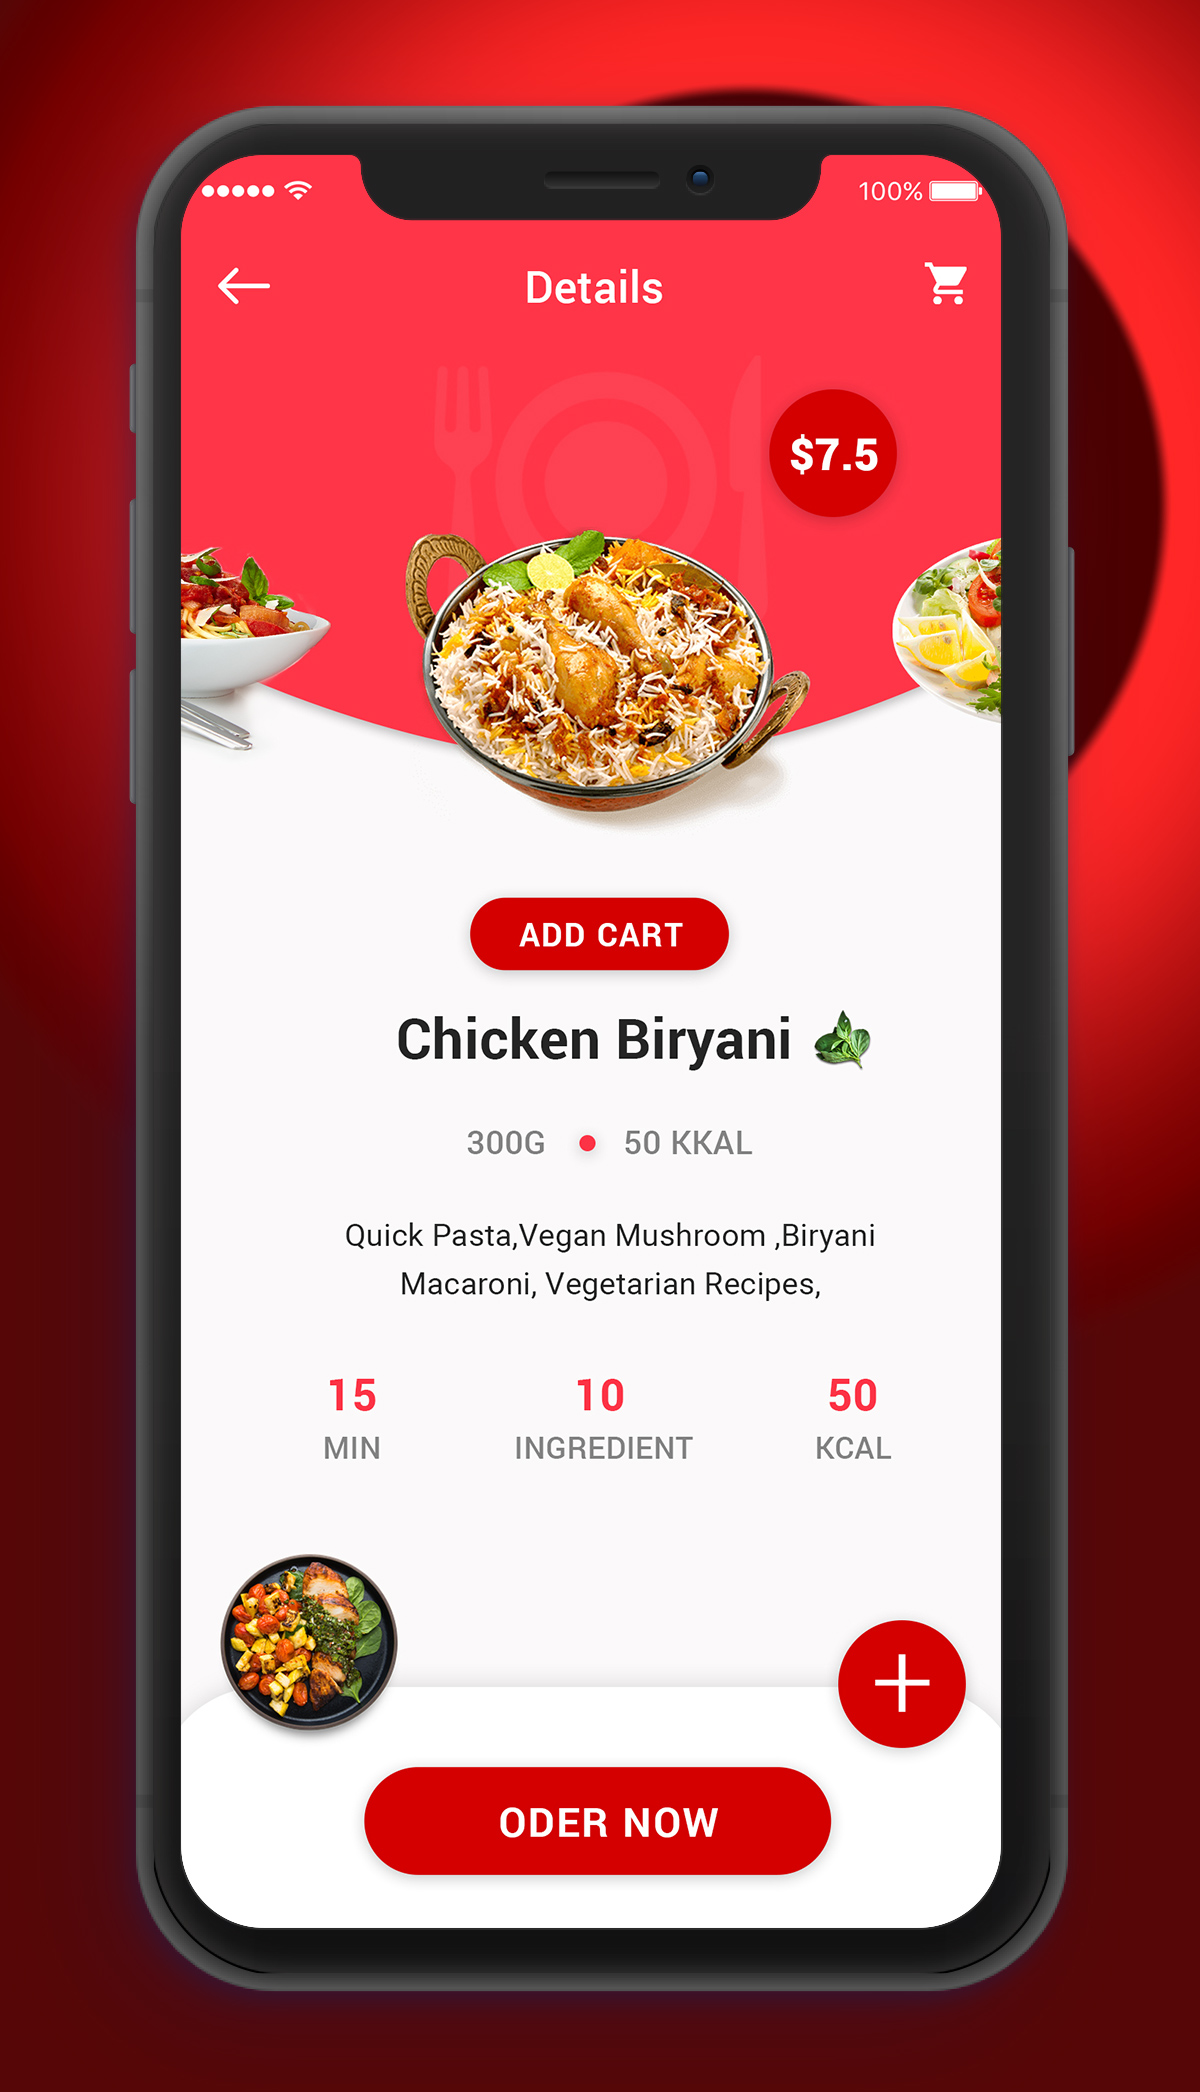 100%
Details
$7.5
ADD CART
Chicken Biryani
300G 50 KKAL
Quick Pasta,Vegan Mushroom ,Biryani
Macaroni, Vegetarian Recipes,
15 10 50
MIN INGREDIENT KCAL
ODER NOW